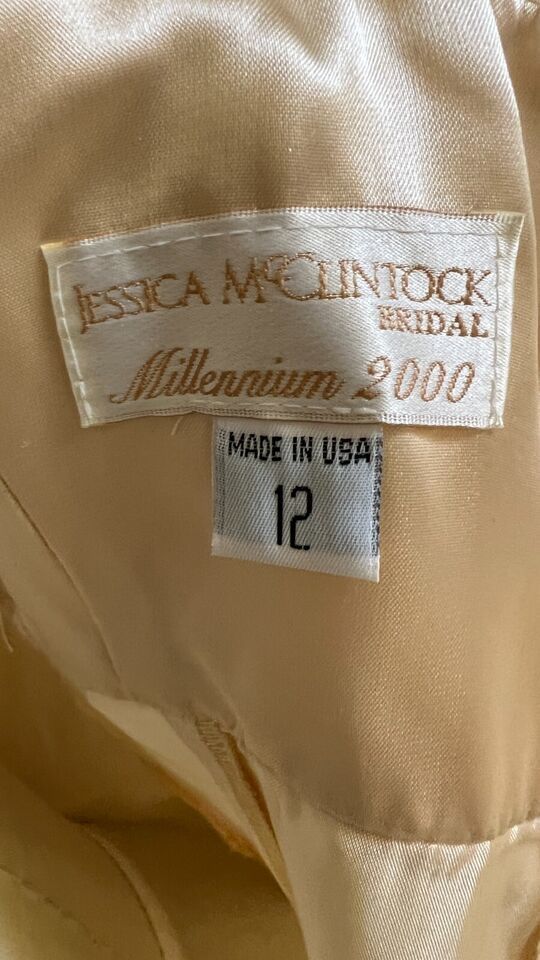 JESSICA McCLINTOCK
BRIDAL
Millennium 2000
MADE IN USA
12